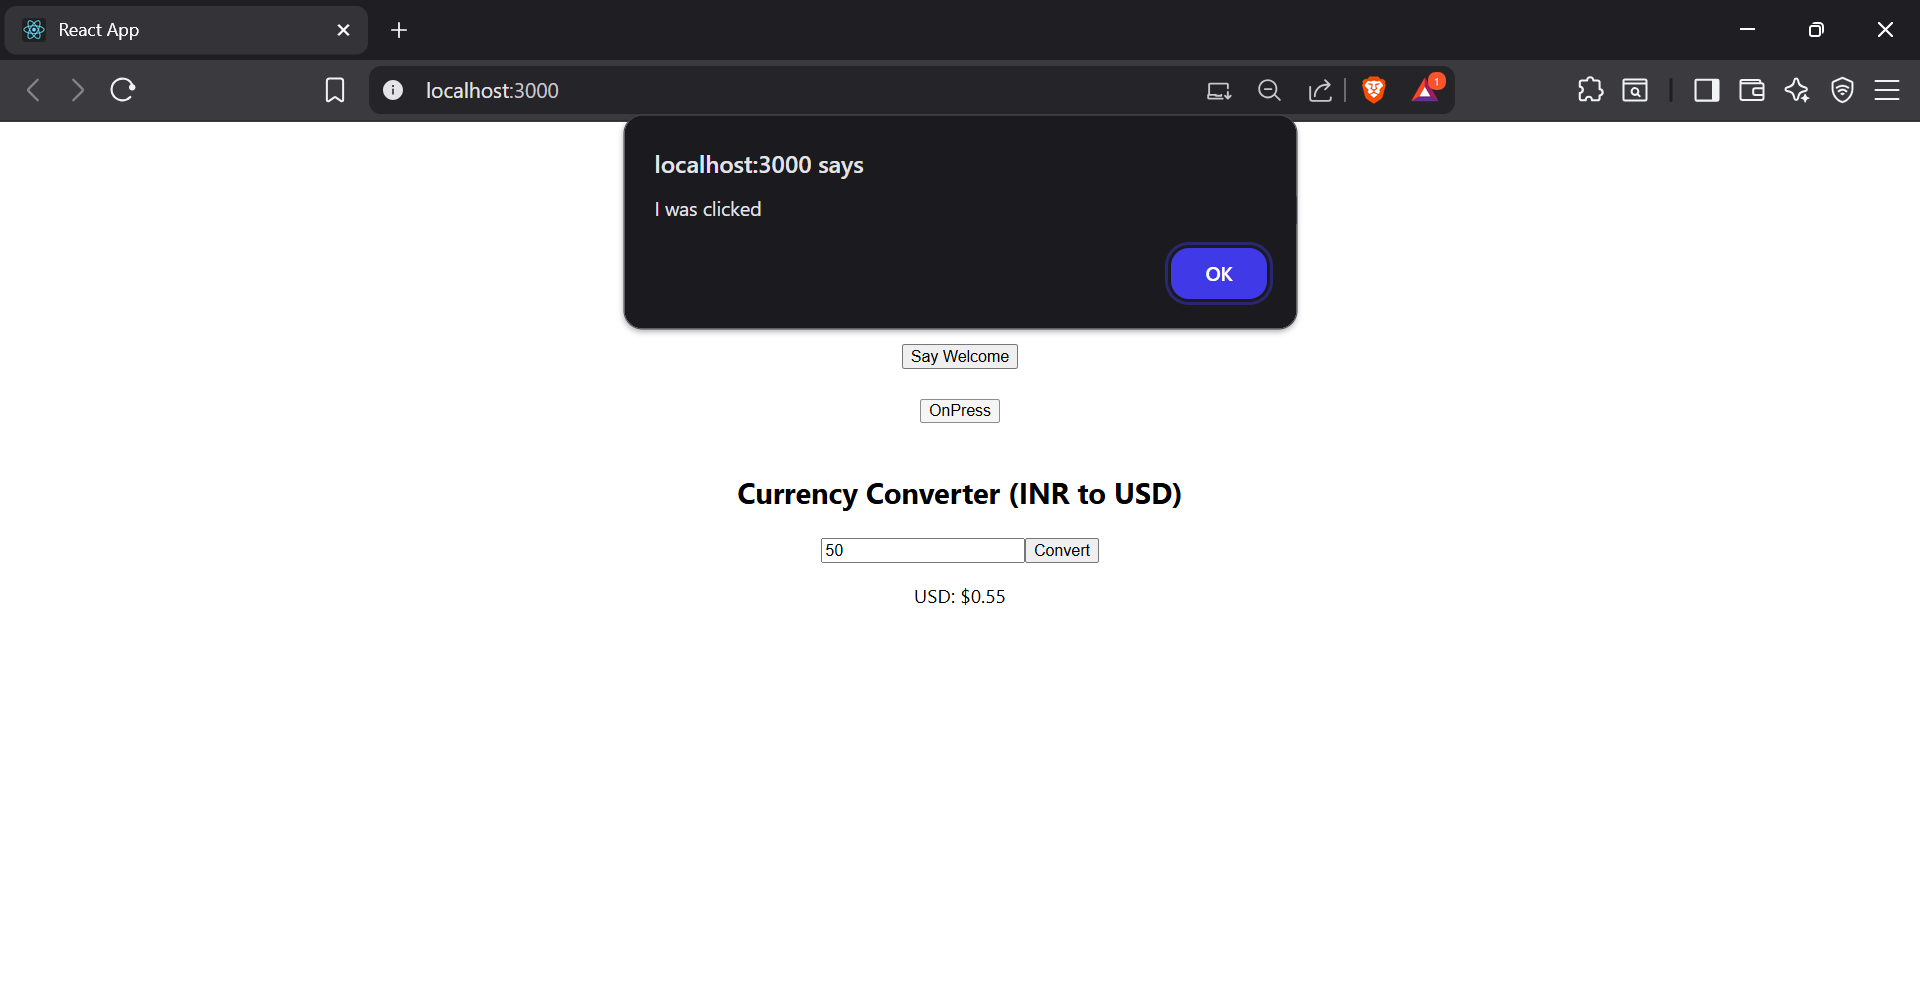 React App
localhost:3000
1
localhost:3000 says
I was clicked
OK
Say Welcome
OnPress
Currency Converter (INR to USD)
50 Convert
USD: $0.55